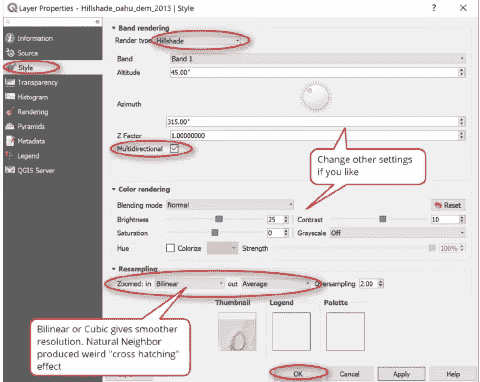 Layer Properties - Hillshade_oahu_dem_2013 | Style
? X
Information
Source
Style
Transparency
Histogram
Rendering
Pyramids
Metadata
Legend
QGIS Server
Band rendering
Render type Hillshade
Band Band 1
Altitude 45.00°
Azimuth
315.00°
Z Factor 1.00000000
Multidirectional
Change other settings
if you like
Color rendering
Blending mode Normal Reset
Brightness 25 Contrast 10
Saturation 0 Grayscale Off
Hue Colorize Strength 100%
Resampling
Zoomed: in Bilinear out Average Oversampling 2.00
Thumbnail Legend Palette
Bilinear or Cubic gives smoother
resolution. Natural Neighbor
produced weird "cross hatching"
effect
OK Cancel Apply Help